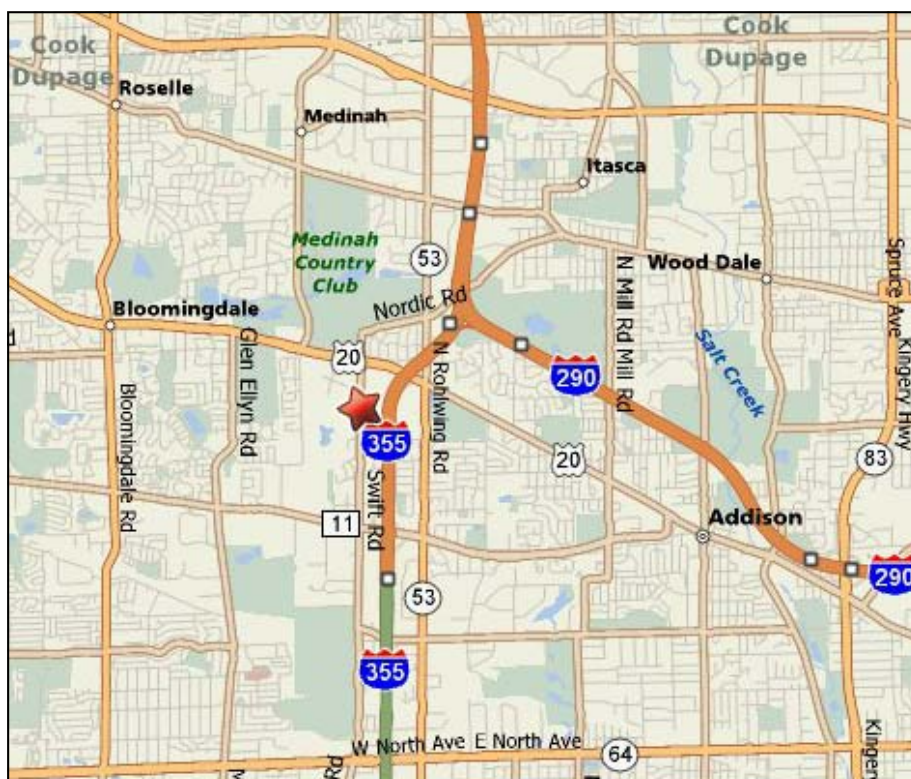 Cook
Dupage
Cook
Dupage
Roselle
Medinah
Itasca
Medinah
Country
Club
53
Nordic Rd
Wood Dale
N Mill Rd
Mill Rd
Spruce Ave
Kingery Hwy
Bloomingdale
Glen Ellyn Rd
20
N Rohlwing Rd
290
Salt Creek
Bloomingdale Rd
355
Swift Rd
20
83
11
Addison
53
290
355
W North Ave
E North Ave
64
Rd